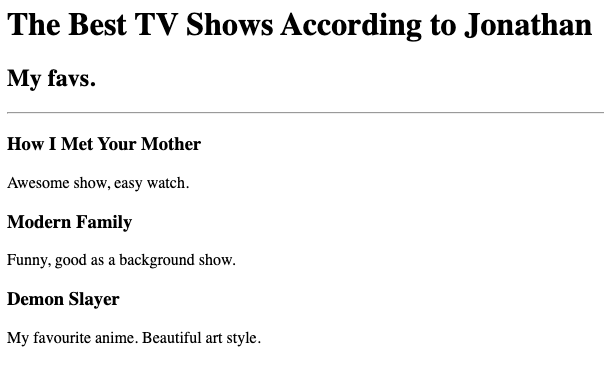 The Best TV Shows According to Jonathan
My favs.
How I Met Your Mother
Awesome show, easy watch.
Modern Family
Funny, good as a background show.
Demon Slayer
My favourite anime. Beautiful art style.